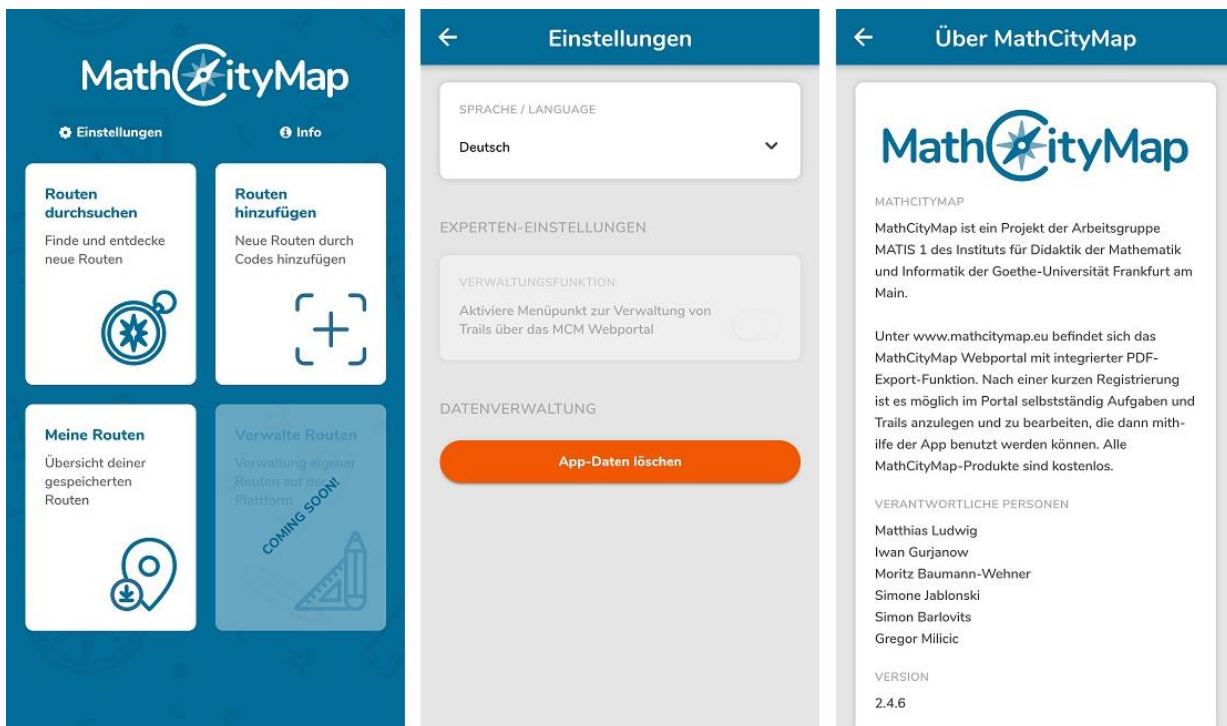 MathCityMap
Einstellungen
Info
Routen
durchsuchen
Finde und entdecke
neue Routen
Routen
hinzufügen
Neue Routen durch
Codes hinzufügen
Meine Routen
Übersicht deiner
gespeicherten
Routen
Verwalte Routen
Verwaltung eigener
Routen auf der
Plattform
COMING SOON!
Einstellungen
SPRACHE / LANGUAGE
Deutsch
EXPERTEN-EINSTELLUNGEN
VERWALTUNGSFUNKTION
Aktiviere Menüpunkt zur Verwaltung von
Trails über das MCM Webportal
DATENVERWALTUNG
App-Daten löschen
Über MathCityMap
MathCityMap
MATHCITYMAP
MathCityMap ist ein Projekt der Arbeitsgruppe
MATIS 1 des Instituts für Didaktik der Mathematik
und Informatik der Goethe-Universität Frankfurt am
Main.
Unter www.mathcitymap.eu befindet sich das
MathCityMap Webportal mit integrierter PDF-
Export-Funktion. Nach einer kurzen Registrierung
ist es möglich im Portal selbstständig Aufgaben und
Trails anzulegen und zu bearbeiten, die dann mith-
ilfe der App benutzt werden können. Alle
MathCityMap-Produkte sind kostenlos.
VERANTWORTLICHE PERSONEN
Matthias Ludwig
Iwan Gurjanow
Moritz Baumann-Wehner
Simone Jablonski
Simon Barlovits
Gregor Milicic
VERSION
2.4.6